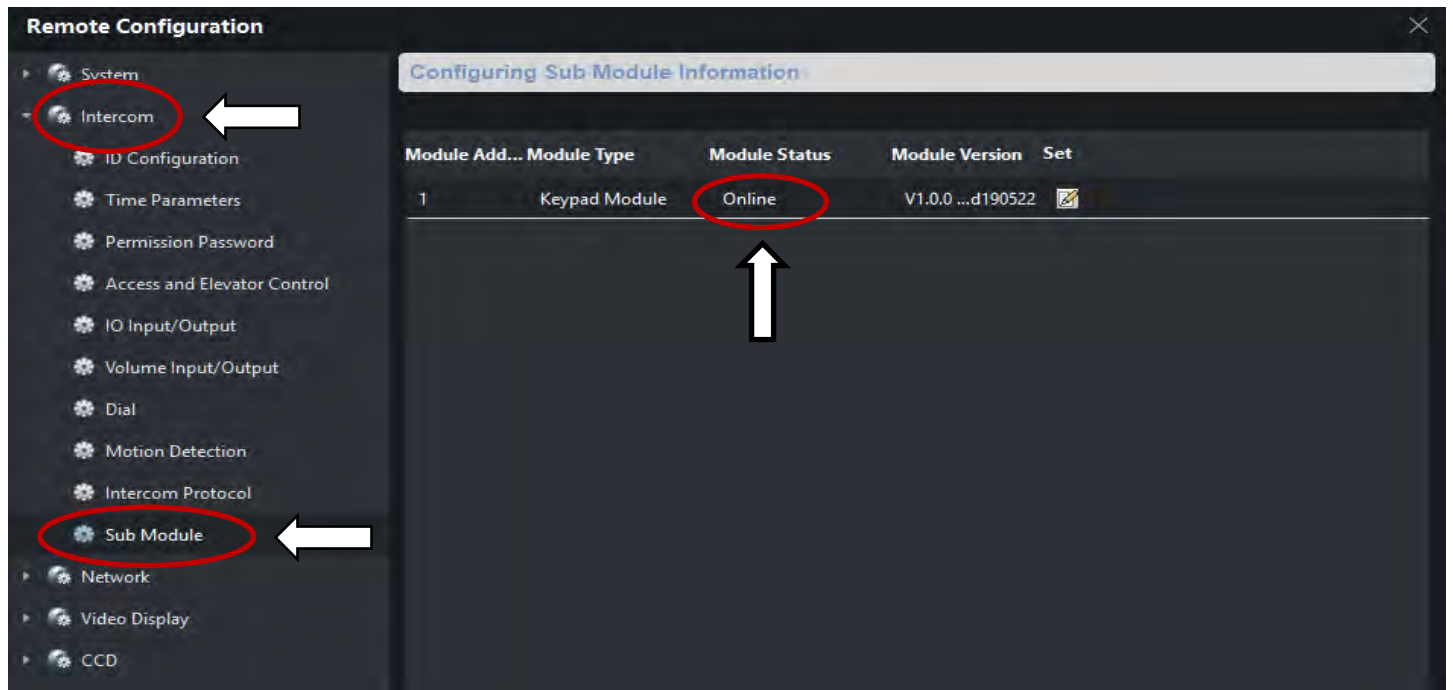 Remote Configuration
System
Intercom
ID Configuration
Time Parameters
Permission Password
Access and Elevator Control
IO Input/Output
Volume Input/Output
Dial
Motion Detection
Intercom Protocol
Sub Module
Network
Video Display
CCD
Configuring Sub Module Information
Module Add... Module Type Module Status Module Version Set
1 Keypad Module Online V1.0.0 ...d190522